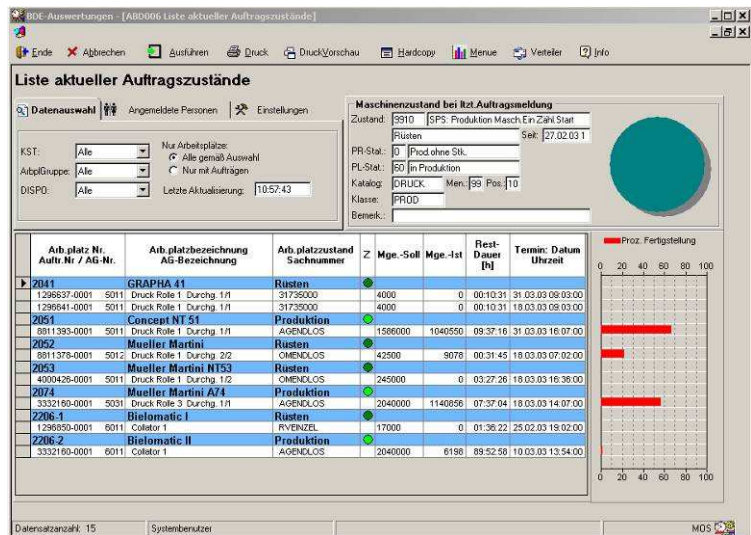 BDE-Auswertungen - [ABD006 Liste aktueller Auftragszustände]
Ende Abbrechen Ausführen Druck DruckVorschau Hardcopy Menue Verteiler Info
Liste aktueller Auftragszustände
Datenauswahl Angemeldete Personen Einstellungen
KST: Alle
ArbplGruppe: Alle
DISPO: Alle
Nur Arbeitsplätze:
Alle gemäß Auswahl
Nur mit Aufträgen
Letzte Aktualisierung: 10:57:43
Maschinenzustand bei ltzt.Auftragsmeldung
Zustand: 9910 SPS: Produktion Masch.Ein Zähl.Start
Rüsten Seit: 27.02.03 1
PR-Stat.: 0 Prod.ohne Stk.
PL-Stat.: 60 in Produktion
Katalog: DRUCK Men.: 99 Pos.: 10
Klasse: PROD
Bemerk.:
Arb.platz Nr. Auftr.Nr / AG-Nr. Arb.platzbezeichnung AG-Bezeichnung Arb.platzzustand Sachnummer Z Mge.-Soll Mge.-Ist Rest-Dauer [h] Termin: Datum Uhrzeit
2041 GRAPHA 41 Rüsten
1296637-0001 5011 Druck Rolle 1 Durchg. 1/1 31735000 4000 0 00:10:31 31.03.03 09:03:00
1296641-0001 5011 Druck Rolle 1 Durchg. 1/1 31735000 4000 0 00:10:31 18.03.03 09:03:00
2051 Concept NT 51 Produktion
8811393-0001 5011 Druck Rolle 1 Durchg. 1/1 AGENDLOS 1586000 1040550 09:37:16 31.03.03 16:07:00
2052 Mueller Martini Rüsten
8811378-0001 5012 Druck Rolle 1 Durchg. 2/2 OMENDLOS 42500 9078 00:31:45 18.03.03 07:02:00
2053 Mueller Martini NT53 Rüsten
4000426-0001 5011 Druck Rolle 1 Durchg. 1/2 OMENDLOS 245000 0 03:27:26 18.03.03 16:36:00
2074 Mueller Martini A74 Produktion
3332160-0001 5031 Druck Rolle 3 Durchg. 1/1 AGENDLOS 2040000 1140856 07:37:04 18.03.03 14:07:00
2206-1 Bielomatic I Rüsten
1296850-0001 6011 Collator 1 RVEINZEL 17000 0 01:36:22 25.02.03 19:02:00
2206-2 Bielomatic II Produktion
3332160-0001 6011 Collator 1 AGENDLOS 2040000 6198 89:52:58 10.03.03 13:54:00
Proz. Fertigstellung
0 20 40 60 80 100
0 20 40 60 80 100
Datensatzanzahl: 15 Systembenutzer MOS